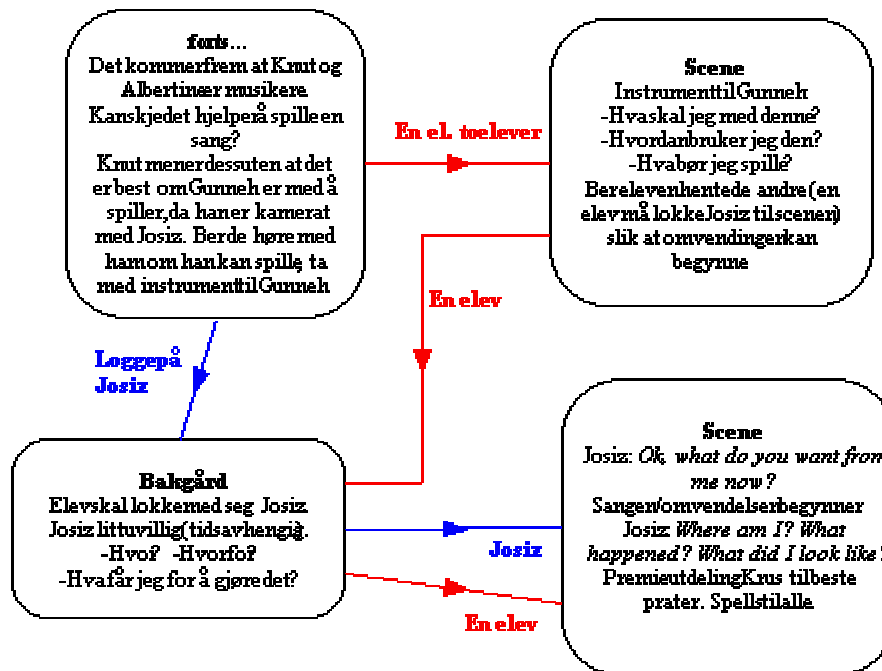 forts...
Det kommer frem at Knut og
Albertin er musikere
Kanskje det hjelper å spille en
sang?
Knut mener dessuten at det
er best om Gunneh er med å
spiller, da han er kamerat
med Josiz. Ber de høre med
ham om han kan spille, ta
med instrument til Gunneh
En el. to elever
Scene
Instrument til Gunneh
-Hva skal jeg med denne?
-Hvordan bruker jeg den?
-Hva bør jeg spille?
Ber eleven hente de andre (en
elev må lokke Josiz til scenen)
slik at omvendingen kan
begynne
En elev
Logge på
Josiz
Bakgård
Elev skal lokke med seg Josiz.
Josiz litt uvillig (tidsavhengig).
-Hvor? -Hvorfor?
-Hva får jeg for å gjøre det?
Josiz
En elev
Scene
Josiz: Ok, what do you want from
me now?
Sangen/omvendelsen begynner
Josiz: Where am I? What
happened? What did I look like?
Premieutdeling Krus til beste
prater. Spellstil alle